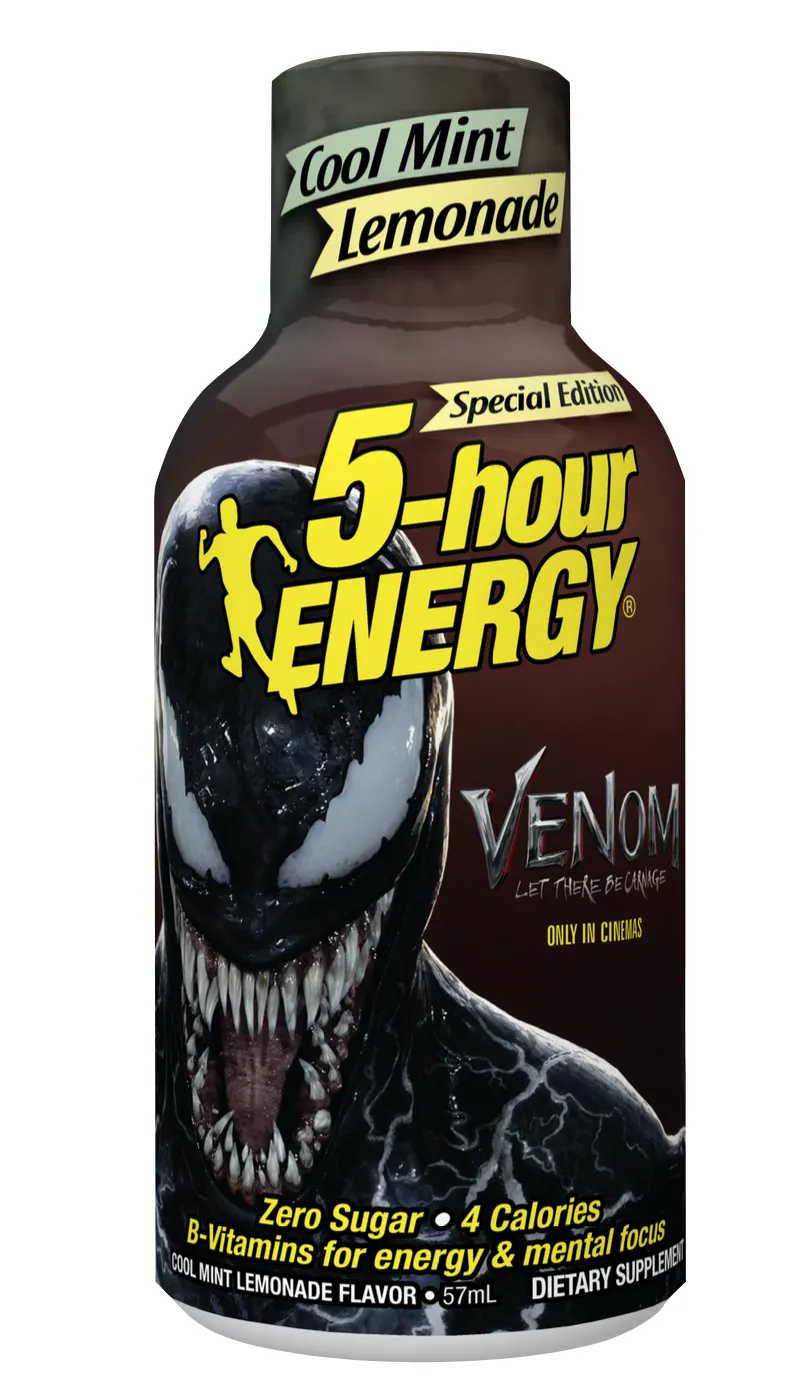 Cool Mint
Lemonade
Special Edition
5-hour
ENERGY®
VENOM
LET THERE BE CARNAGE
ONLY IN CINEMAS
Zero Sugar • 4 Calories
B-Vitamins for energy & mental focus
COOL MINT LEMONADE FLAVOR • 57mL DIETARY SUPPLEMENT